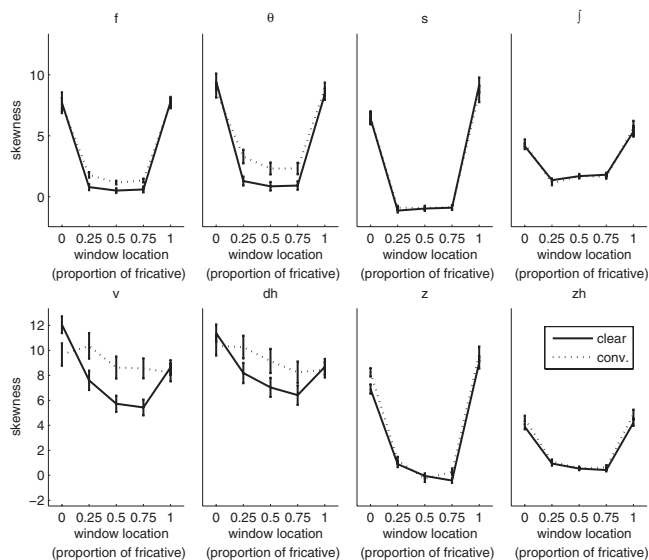 f θ s ∫
skewness
10
5
0
0 0.25 0.5 0.75 1 0 0.25 0.5 0.75 1 0 0.25 0.5 0.75 1 0 0.25 0.5 0.75 1
window location window location window location window location
(proportion of fricative) (proportion of fricative) (proportion of fricative) (proportion of fricative)
v dh z zh
skewness
12
10
8
6
4
2
0
−2
clear
conv.
0 0.25 0.5 0.75 1 0 0.25 0.5 0.75 1 0 0.25 0.5 0.75 1 0 0.25 0.5 0.75 1
window location window location window location window location
(proportion of fricative) (proportion of fricative) (proportion of fricative) (proportion of fricative)